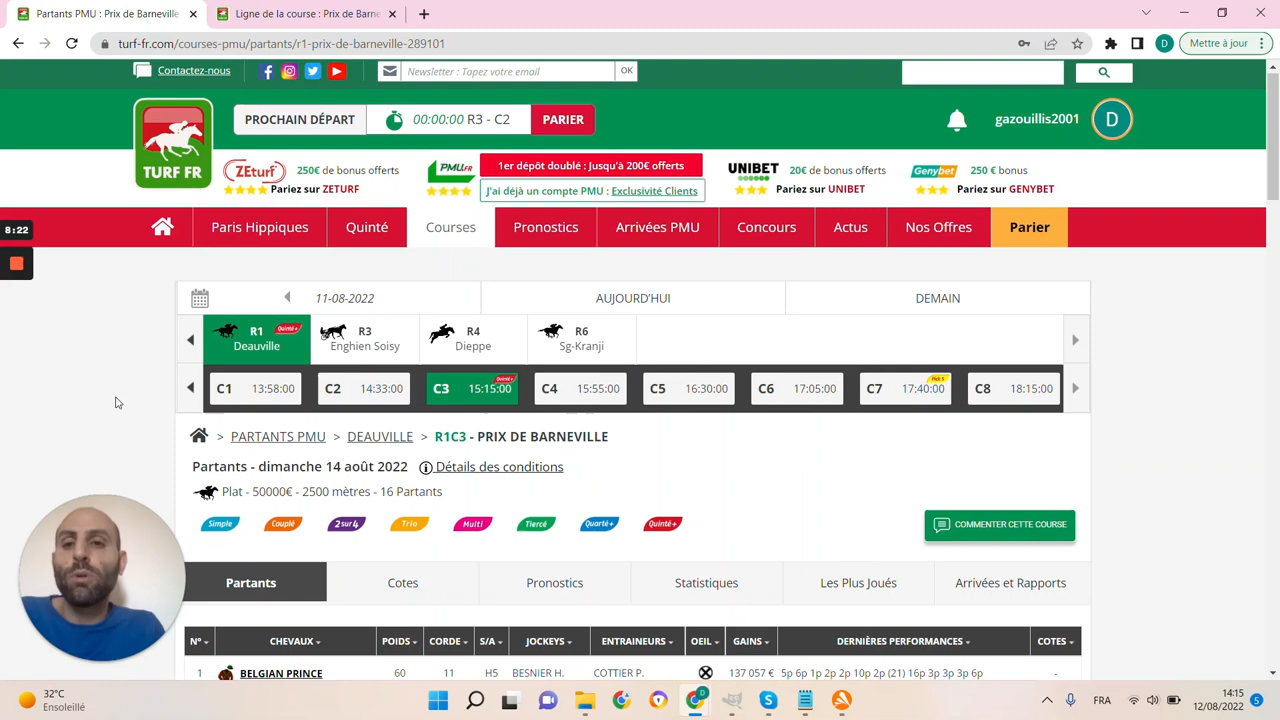 Partants PMU : Prix de Barneville
Ligne de la course : Prix de Barne
turf-fr.com/courses-pmu/partants/r1-prix-de-barneville-289101
D
Mettre à jour
Contactez-nous
Newsletter : Tapez votre email
OK
TURF FR
PROCHAIN DÉPART
00:00:00 R3 - C2
PARIER
gazouillis2001
D
ZEturf
250€ de bonus offerts
Pariez sur ZETURF
PMU.FR
1er dépôt doublé : Jusqu'à 200€ offerts
J'ai déjà un compte PMU : Exclusivité Clients
UNIBET
20€ de bonus offerts
Pariez sur UNIBET
Genybet
250 € bonus
Pariez sur GENYBET
8:22
Paris Hippiques
Quinté
Courses
Pronostics
Arrivées PMU
Concours
Actus
Nos Offres
Parier
11-08-2022
AUJOURD'HUI
DEMAIN
R1
Quinté+
Deauville
R3
Enghien Soisy
R4
Dieppe
R6
Sg-Kranji
C1 13:58:00
C2 14:33:00
C3 15:15:00
C4 15:55:00
C5 16:30:00
C6 17:05:00
C7 17:40:00
Pick 5
C8 18:15:00
> PARTANTS PMU > DEAUVILLE > R1C3 - PRIX DE BARNEVILLE
Partants - dimanche 14 août 2022 Détails des conditions
Plat - 50000€ - 2500 mètres - 16 Partants
Simple
Couplé
2sur4
Trio
Multi
Tiercé
Quarté+
Quinté+
COMMENTER CETTE COURSE
Partants
Cotes
Pronostics
Statistiques
Les Plus Joués
Arrivées et Rapports
N° CHEVAUX POIDS CORDE S/A JOCKEYS ENTRAINEURS OEIL GAINS DERNIÈRES PERFORMANCES COTES
1 BELGIAN PRINCE 60 11 H5 BESNIER H. COTTIER P. 137 057 € 5p 6p 1p 2p 2p 10p 2p (21) 16p 3p 3p 3p 6p -
32°C
Ensoleillé
D
FRA
14:15
12/08/2022
5